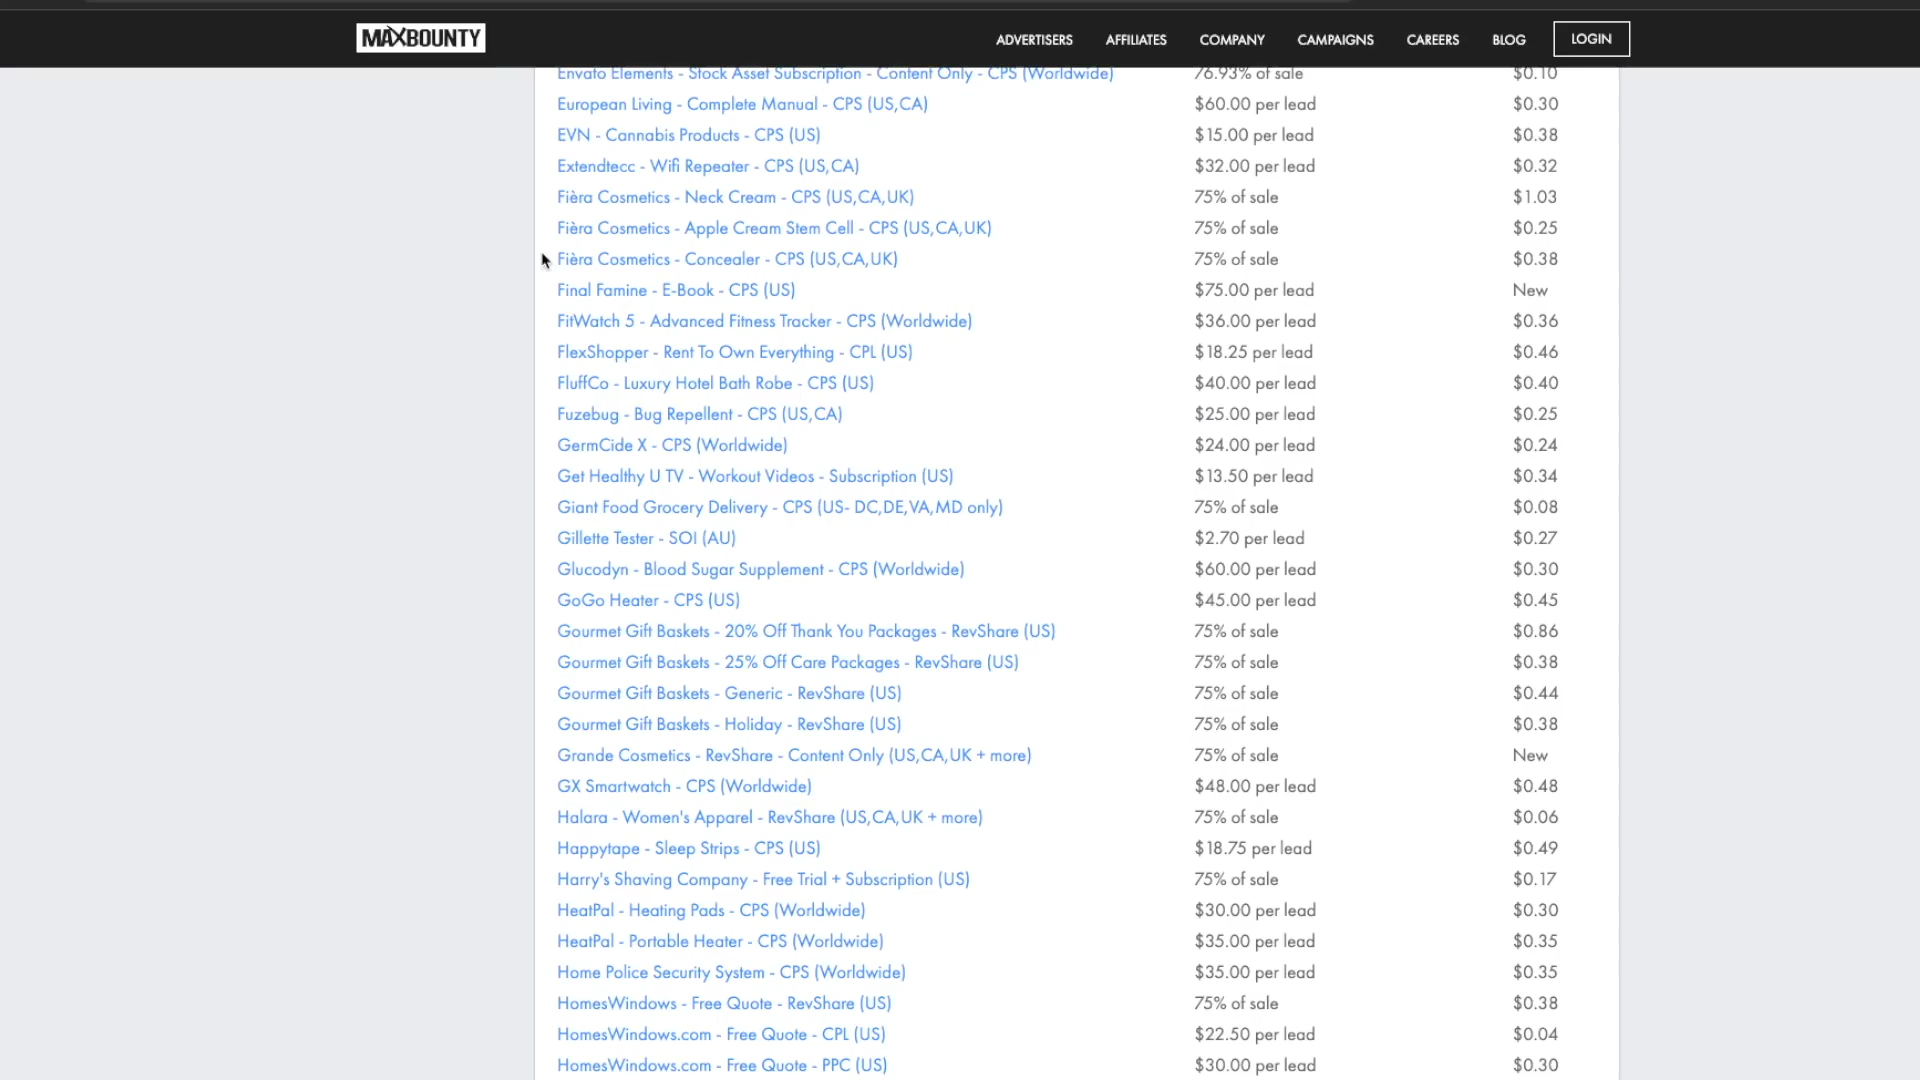 MAXBOUNTY
ADVERTISERS AFFILIATES COMPANY CAMPAIGNS CAREERS BLOG LOGIN
Envato Elements - Stock Asset Subscription - Content Only - CPS (Worldwide) 76.93% of sale $0.10
European Living - Complete Manual - CPS (US,CA) $60.00 per lead $0.30
EVN - Cannabis Products - CPS (US) $15.00 per lead $0.38
Extendtecc - Wifi Repeater - CPS (US,CA) $32.00 per lead $0.32
Fièra Cosmetics - Neck Cream - CPS (US,CA,UK) 75% of sale $1.03
Fièra Cosmetics - Apple Cream Stem Cell - CPS (US,CA,UK) 75% of sale $0.25
Fièra Cosmetics - Concealer - CPS (US,CA,UK) 75% of sale $0.38
Final Famine - E-Book - CPS (US) $75.00 per lead New
FitWatch 5 - Advanced Fitness Tracker - CPS (Worldwide) $36.00 per lead $0.36
FlexShopper - Rent To Own Everything - CPL (US) $18.25 per lead $0.46
FluffCo - Luxury Hotel Bath Robe - CPS (US) $40.00 per lead $0.40
Fuzebug - Bug Repellent - CPS (US,CA) $25.00 per lead $0.25
GermCide X - CPS (Worldwide) $24.00 per lead $0.24
Get Healthy U TV - Workout Videos - Subscription (US) $13.50 per lead $0.34
Giant Food Grocery Delivery - CPS (US- DC,DE,VA,MD only) 75% of sale $0.08
Gillette Tester - SOI (AU) $2.70 per lead $0.27
Glucodyn - Blood Sugar Supplement - CPS (Worldwide) $60.00 per lead $0.30
GoGo Heater - CPS (US) $45.00 per lead $0.45
Gourmet Gift Baskets - 20% Off Thank You Packages - RevShare (US) 75% of sale $0.86
Gourmet Gift Baskets - 25% Off Care Packages - RevShare (US) 75% of sale $0.38
Gourmet Gift Baskets - Generic - RevShare (US) 75% of sale $0.44
Gourmet Gift Baskets - Holiday - RevShare (US) 75% of sale $0.38
Grande Cosmetics - RevShare - Content Only (US,CA,UK + more) 75% of sale New
GX Smartwatch - CPS (Worldwide) $48.00 per lead $0.48
Halara - Women's Apparel - RevShare (US,CA,UK + more) 75% of sale $0.06
Happytape - Sleep Strips - CPS (US) $18.75 per lead $0.49
Harry's Shaving Company - Free Trial + Subscription (US) 75% of sale $0.17
HeatPal - Heating Pads - CPS (Worldwide) $30.00 per lead $0.30
HeatPal - Portable Heater - CPS (Worldwide) $35.00 per lead $0.35
Home Police Security System - CPS (Worldwide) $35.00 per lead $0.35
HomesWindows - Free Quote - RevShare (US) 75% of sale $0.38
HomesWindows.com - Free Quote - CPL (US) $22.50 per lead $0.04
HomesWindows.com - Free Quote - PPC (US) $30.00 per lead $0.30